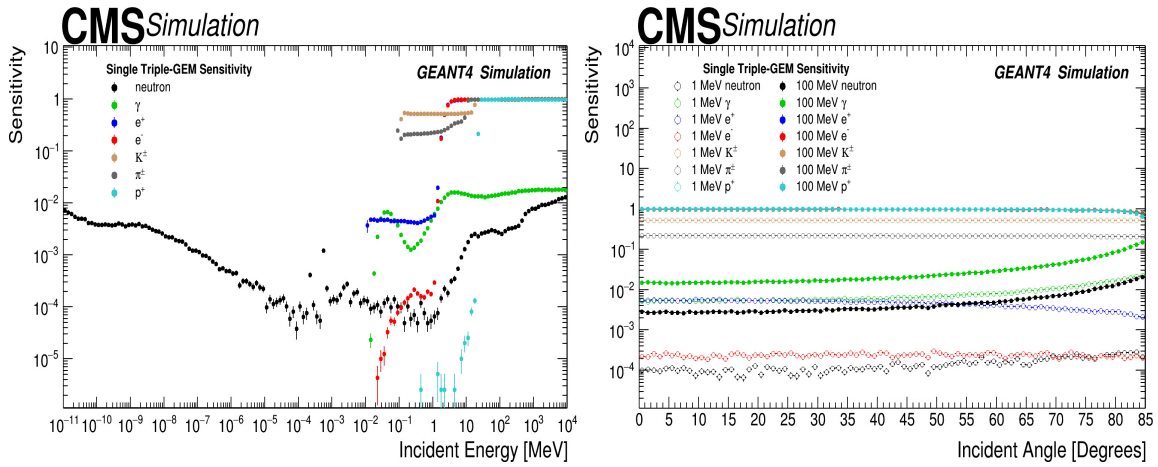 CMS Simulation
Sensitivity
10
1
10⁻¹
10⁻²
10⁻³
10⁻⁴
10⁻⁵
Single Triple-GEM Sensitivity
neutron
γ
e⁺
e⁻
K±
π±
p⁺
GEANT4 Simulation
10⁻¹¹ 10⁻¹⁰ 10⁻⁹ 10⁻⁸ 10⁻⁷ 10⁻⁶ 10⁻⁵ 10⁻⁴ 10⁻³ 10⁻² 10⁻¹ 1 10 10² 10³ 10⁴
Incident Energy [MeV]
CMS Simulation
Sensitivity
10⁴
10³
10²
10
1
10⁻¹
10⁻²
10⁻³
10⁻⁴
Single Triple-GEM Sensitivity
1 MeV neutron 100 MeV neutron
1 MeV γ 100 MeV γ
1 MeV e⁺ 100 MeV e⁺
1 MeV e⁻ 100 MeV e⁻
1 MeV K± 100 MeV K±
1 MeV π± 100 MeV π±
1 MeV p⁺ 100 MeV p⁺
GEANT4 Simulation
0 5 10 15 20 25 30 35 40 45 50 55 60 65 70 75 80 85
Incident Angle [Degrees]